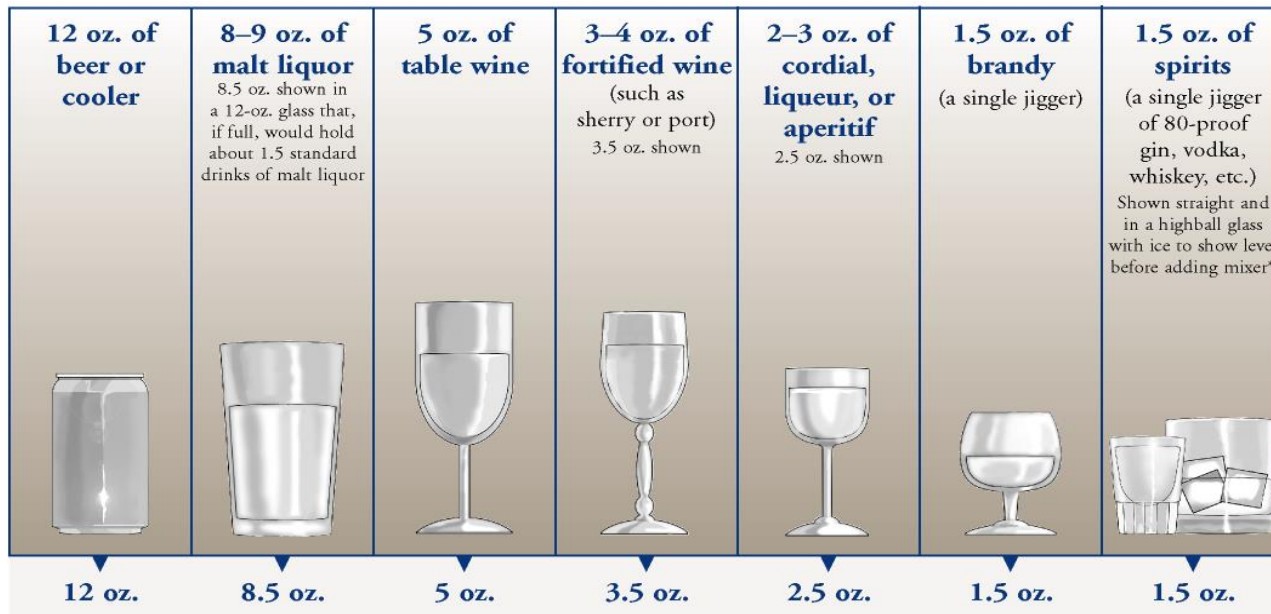 12 oz. of
beer or
cooler
8–9 oz. of
malt liquor
8.5 oz. shown in
a 12-oz. glass that,
if full, would hold
about 1.5 standard
drinks of malt liquor
5 oz. of
table wine
3–4 oz. of
fortified wine
(such as
sherry or port)
3.5 oz. shown
2–3 oz. of
cordial,
liqueur, or
aperitif
2.5 oz. shown
1.5 oz. of
brandy
(a single jigger)
1.5 oz. of
spirits
(a single jigger
of 80-proof
gin, vodka,
whiskey, etc.)
Shown straight and
in a highball glass
with ice to show leve
before adding mixer*
12 oz.
8.5 oz.
5 oz.
3.5 oz.
2.5 oz.
1.5 oz.
1.5 oz.